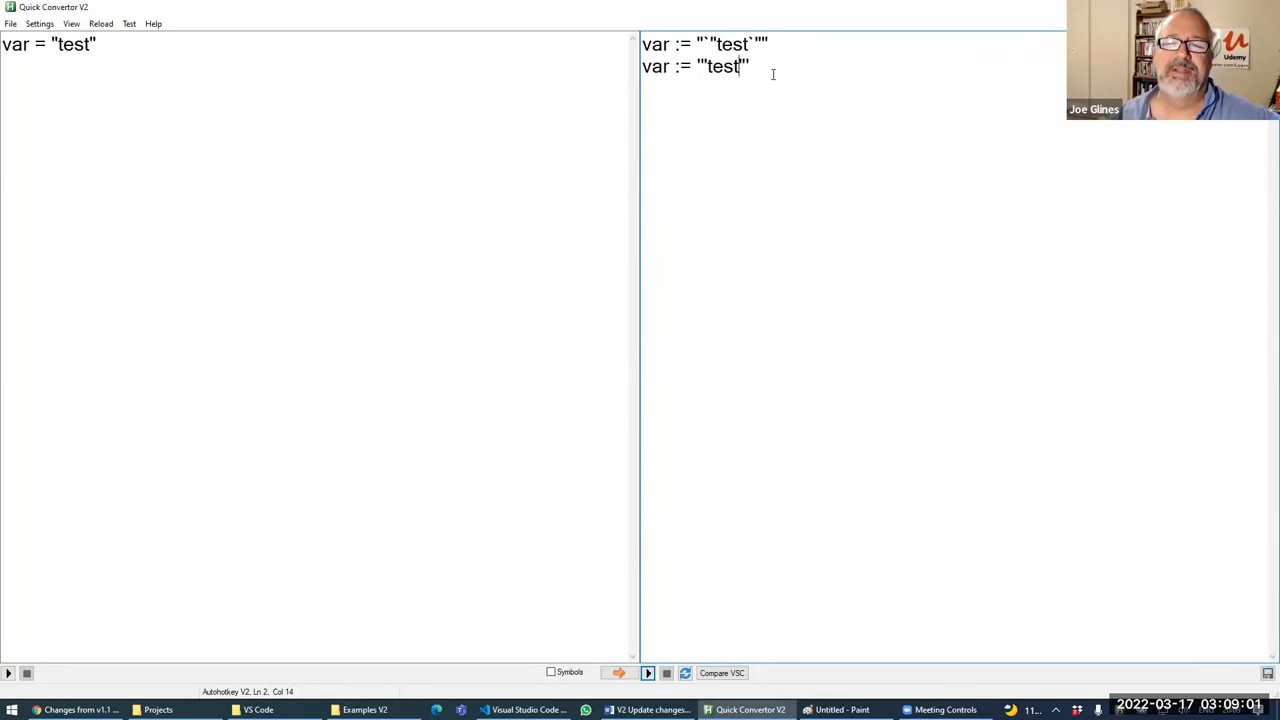 Quick Convertor V2
File Settings View Reload Test Help
var = "test"
var := "`"test`""
var := '"test"'
Udemy
Joe Glines
Symbols
Compare VSC
Autohotkey V2, Ln 2, Col 14
Changes from v1.1 ...
Projects
VS Code
Examples V2
Visual Studio Code ...
V2 Update changes...
Quick Convertor V2
Untitled - Paint
Meeting Controls
11...
ENG
2022-03-17 03:09:01